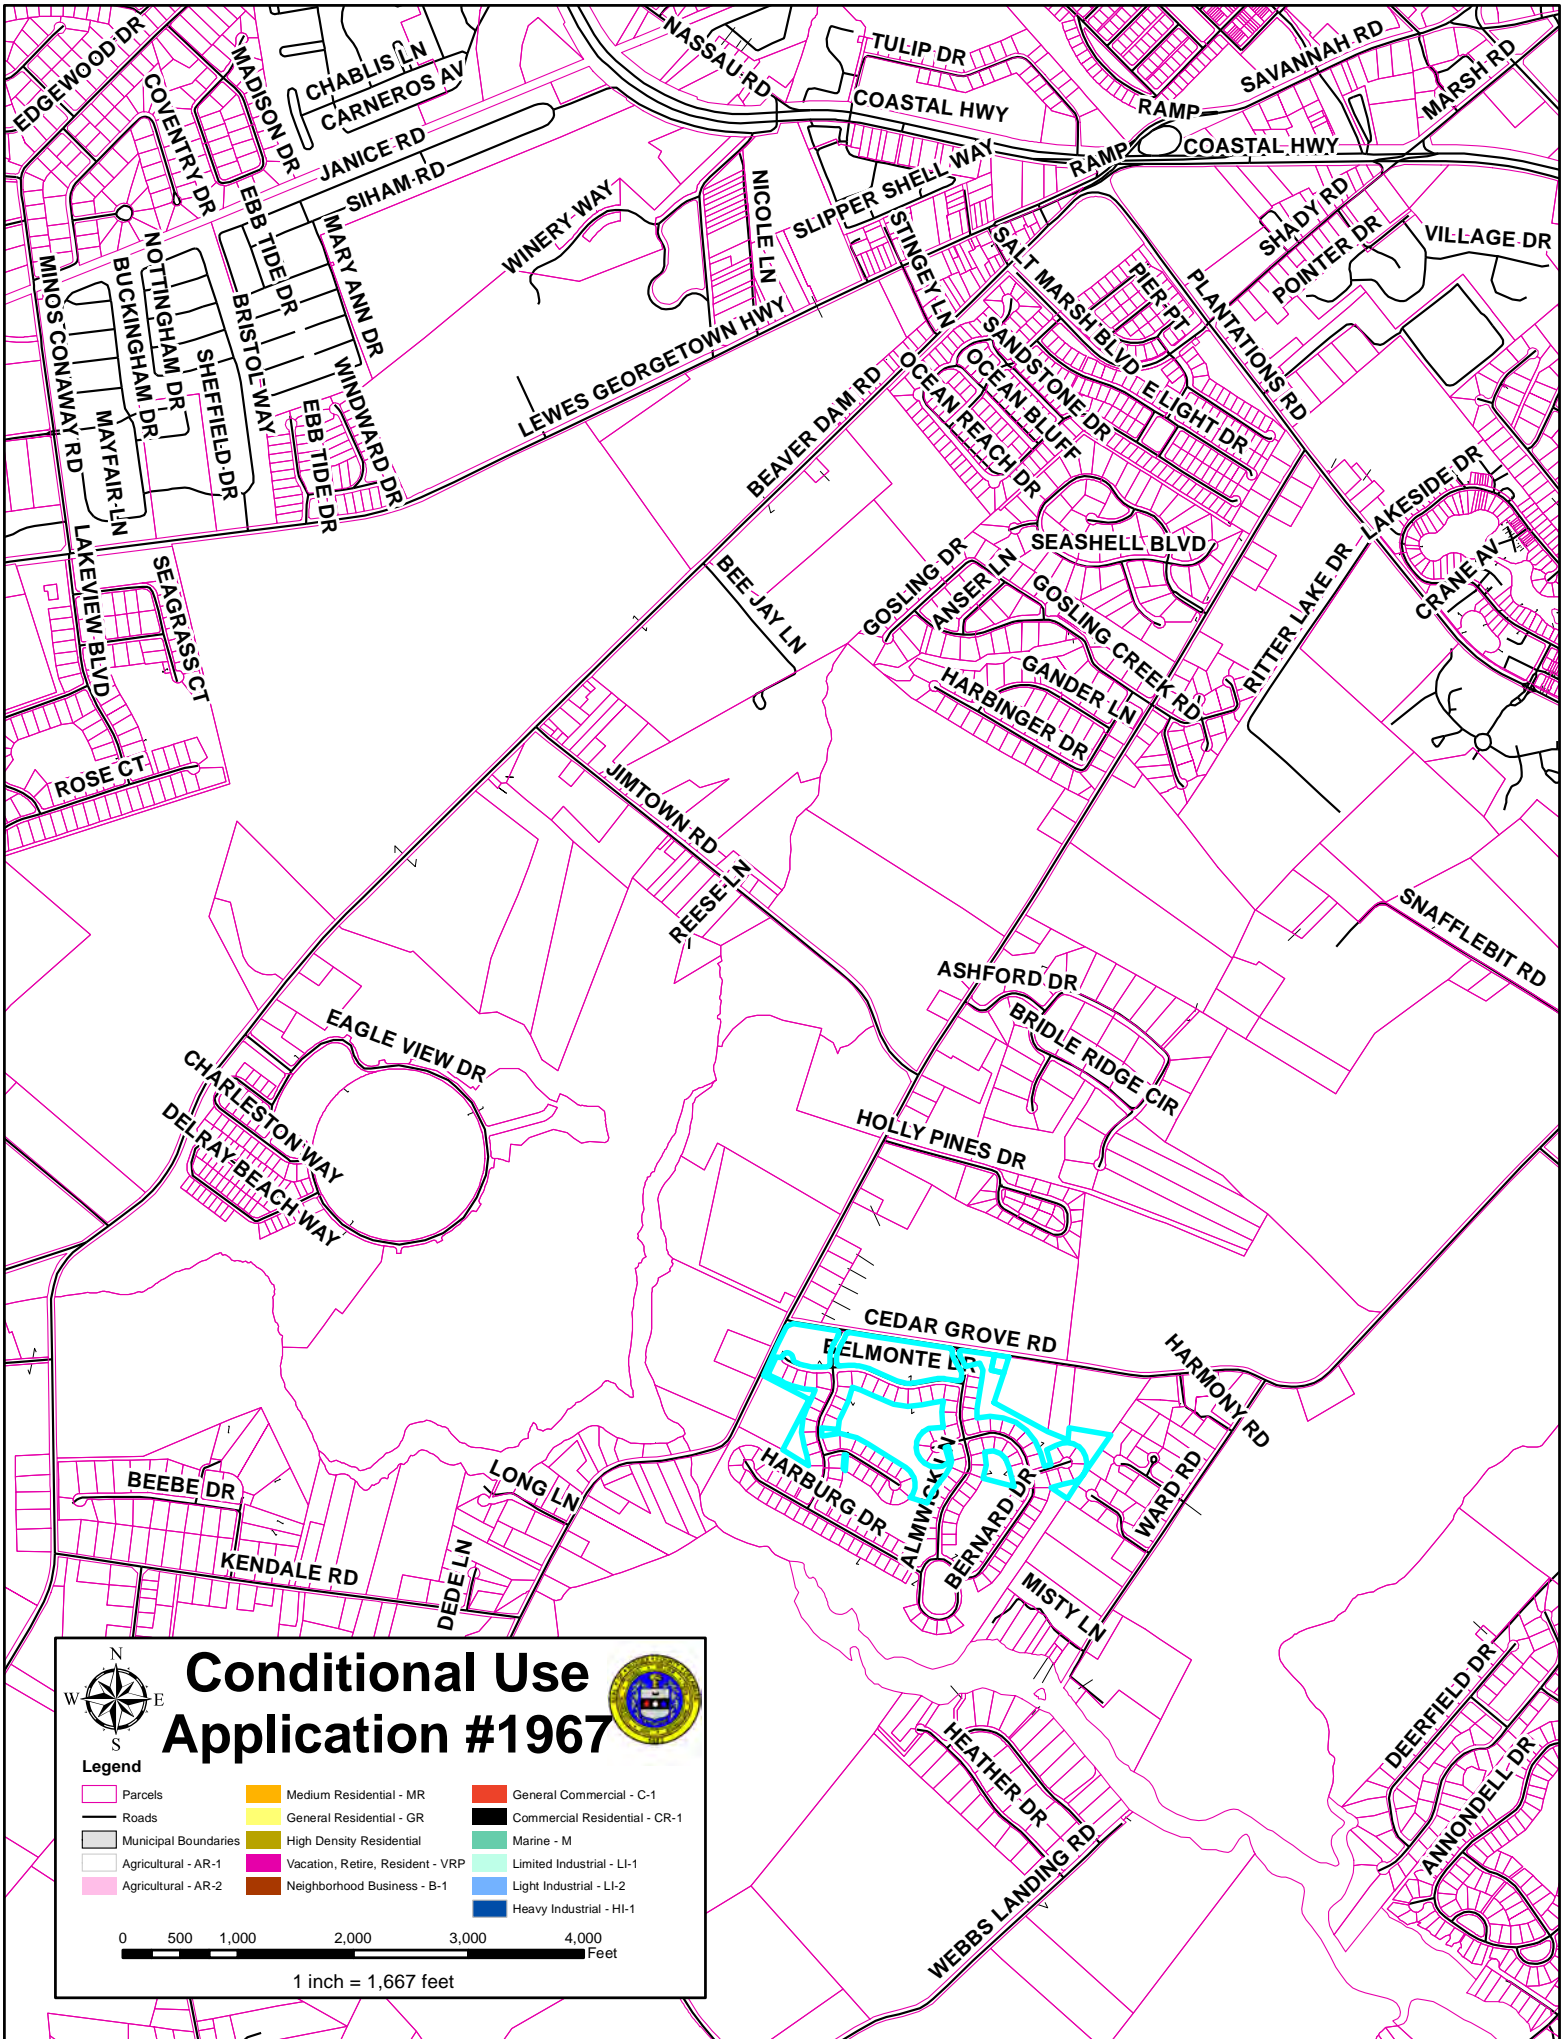 EDGEWOOD DR
COVENTRY DR
MADISON DR
CHABLIS LN
CARNEROS AV
JANICE RD
SIHAM RD
NASSAU RD
TULIP DR
COASTAL HWY
RAMP
SAVANNAH RD
MARSH RD
COASTAL HWY
RAMP
SLIPPER SHELL WAY
NICOLE LN
WINERY WAY
STINGEY LN
SALT MARSH BLVD
PIER PT
PLANTATIONS RD
SHADY RD
POINTER DR
VILLAGE DR
MINOS CONAWAY RD
BUCKINGHAM DR
NOTTINGHAM DR
EBB TIDE DR
BRISTOL WAY
MARY ANN DR
MAYFAIR LN
SHEFFIELD DR
EBB TIDE DR
WINDWARD DR
LEWES GEORGETOWN HWY
BEAVER DAM RD
OCEAN REACH DR
OCEAN BLUFF
SANDSTONE DR
E LIGHT DR
LAKESIDE DR
CRANE AV
SEASHELL BLVD
RITTER LAKE DR
LAKEVIEW BLVD
SEAGRASS CT
ROSE CT
BEE JAY LN
GOSLING DR
ANSER LN
GOSLING CREEK RD
GANDER LN
HARBINGER DR
JIMTOWN RD
REESE LN
SNAFFLEBIT RD
ASHFORD DR
BRIDLE RIDGE CIR
EAGLE VIEW DR
CHARLESTON WAY
DELRAY BEACH WAY
HOLLY PINES DR
CEDAR GROVE RD
BELMONTE DR
HARMONY RD
WARD RD
HARBURG DR
ALMWICK LN
BERNARD DR
MISTY LN
BEEBE DR
LONG LN
KENDALE RD
DEDE LN
HEATHER DR
WEBBS LANDING RD
DEERFIELD DR
ANNONDELL DR
N
W E
S
Conditional Use
Application #1967
Legend
Parcels
Roads
Municipal Boundaries
Agricultural - AR-1
Agricultural - AR-2
Medium Residential - MR
General Residential - GR
High Density Residential
Vacation, Retire, Resident - VRP
Neighborhood Business - B-1
General Commercial - C-1
Commercial Residential - CR-1
Marine - M
Limited Industrial - LI-1
Light Industrial - LI-2
Heavy Industrial - HI-1
0 500 1,000 2,000 3,000 4,000
Feet
1 inch = 1,667 feet